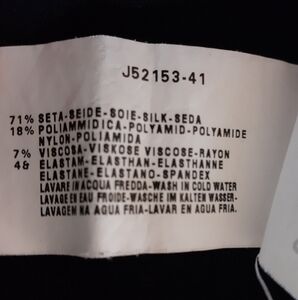 J52153-41
71% SETA-SEIDE-SOIE-SILK-SEDA
18% POLIAMMIDICA-POLYAMID-POLYAMIDE
NYLON-POLIAMIDA
7% VISCOSA-VISKOSE VISCOSE-RAYON
4& ELASTAM-ELASTHAN-ELASTHANNE
ELASTANE-ELASTANO-SPANDEX
LAVARE IN ACQUA FREDDA-WASH IN COLD WATER
LAVAGE EN EAU FROIDE-WASCHE IM KALTEN WASSER-
LAVAGEM NA AGUA FRIA-LAVAR EN AGUA FRIA.